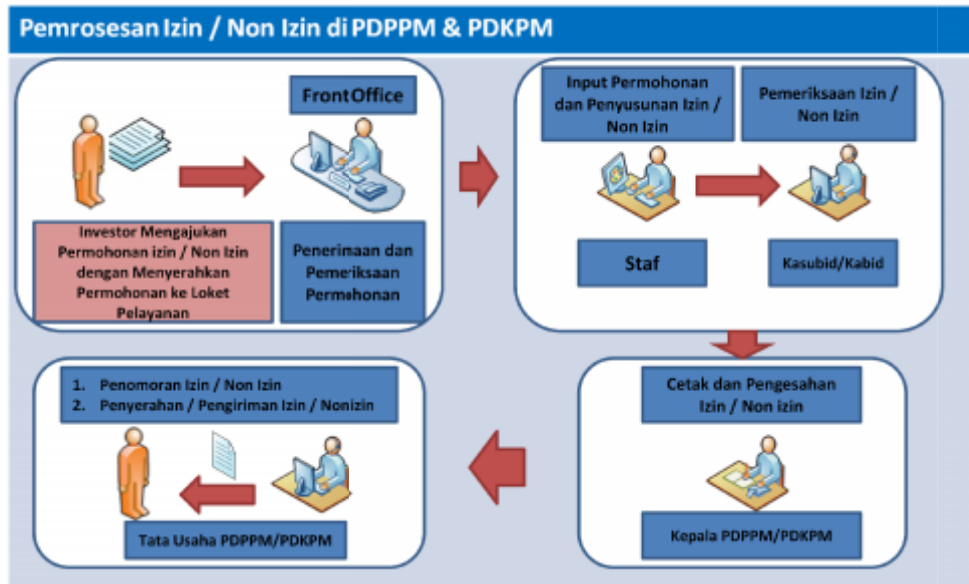 Pemrosesan Izin / Non Izin di PDPPM & PDKPM
FrontOffice
Investor Mengajukan
Permohonan izin / Non Izin
dengan Menyerahkan
Permohonan ke Loket
Pelayanan
Penerimaan dan
Pemeriksaan
Permohonan
Input Permohonan
dan Penyusunan Izin /
Non Izin
Pemeriksaan Izin /
Non Izin
Staf
Kasubid/Kabid
Cetak dan Pengesahan
Izin / Non izin
Kepala PDPPM/PDKPM
1. Penomoran Izin / Non Izin
2. Penyerahan / Pengiriman Izin / Nonizin
Tata Usaha PDPPM/PDKPM